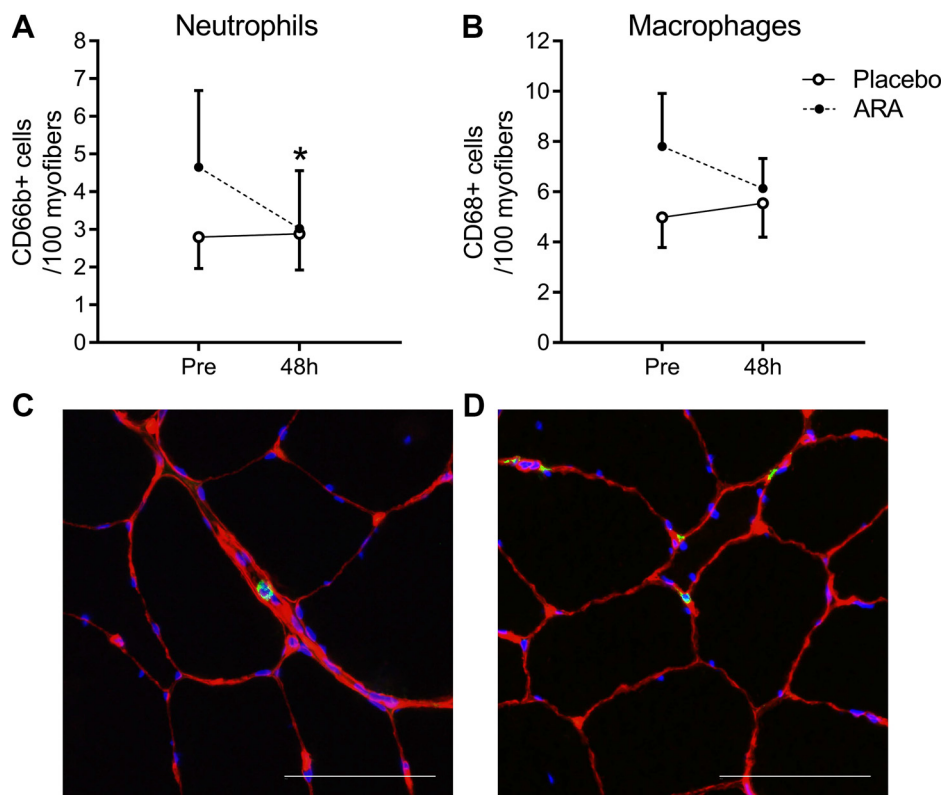 A
Neutrophils
CD66b+ cells
/100 myofibers
8
7
6
5
4
3
2
1
0
*
Pre
48h
B
Macrophages
CD68+ cells
/100 myofibers
12
10
8
6
4
2
0
Pre
48h
Placebo
ARA
C
D